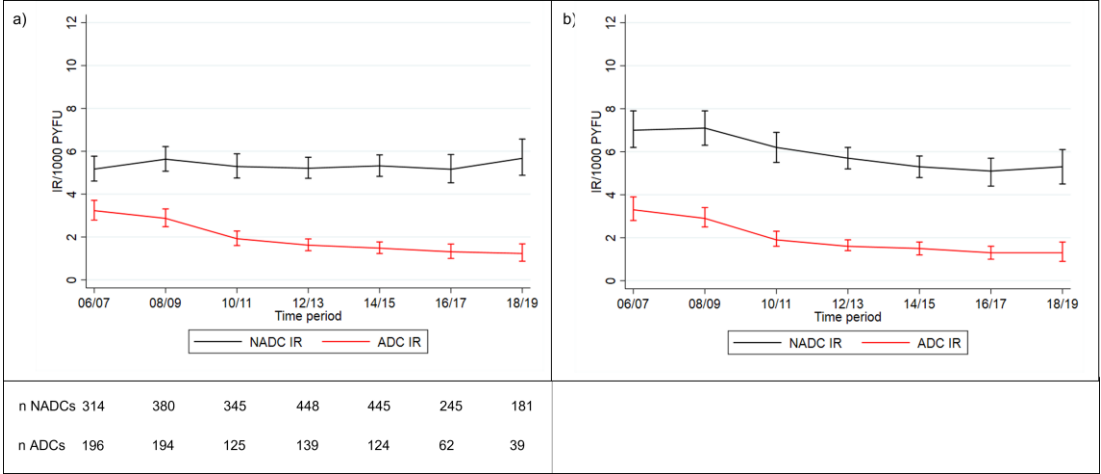 a)
12
10
8
6
4
2
0
IR/1000 PYFU
06/07 08/09 10/11 12/13 14/15 16/17 18/19
Time period
NADC IR ADC IR
b)
12
10
8
6
4
2
0
IR/1000 PYFU
06/07 08/09 10/11 12/13 14/15 16/17 18/19
Time period
NADC IR ADC IR
n NADCs 314 380 345 448 445 245 181
n ADCs 196 194 125 139 124 62 39